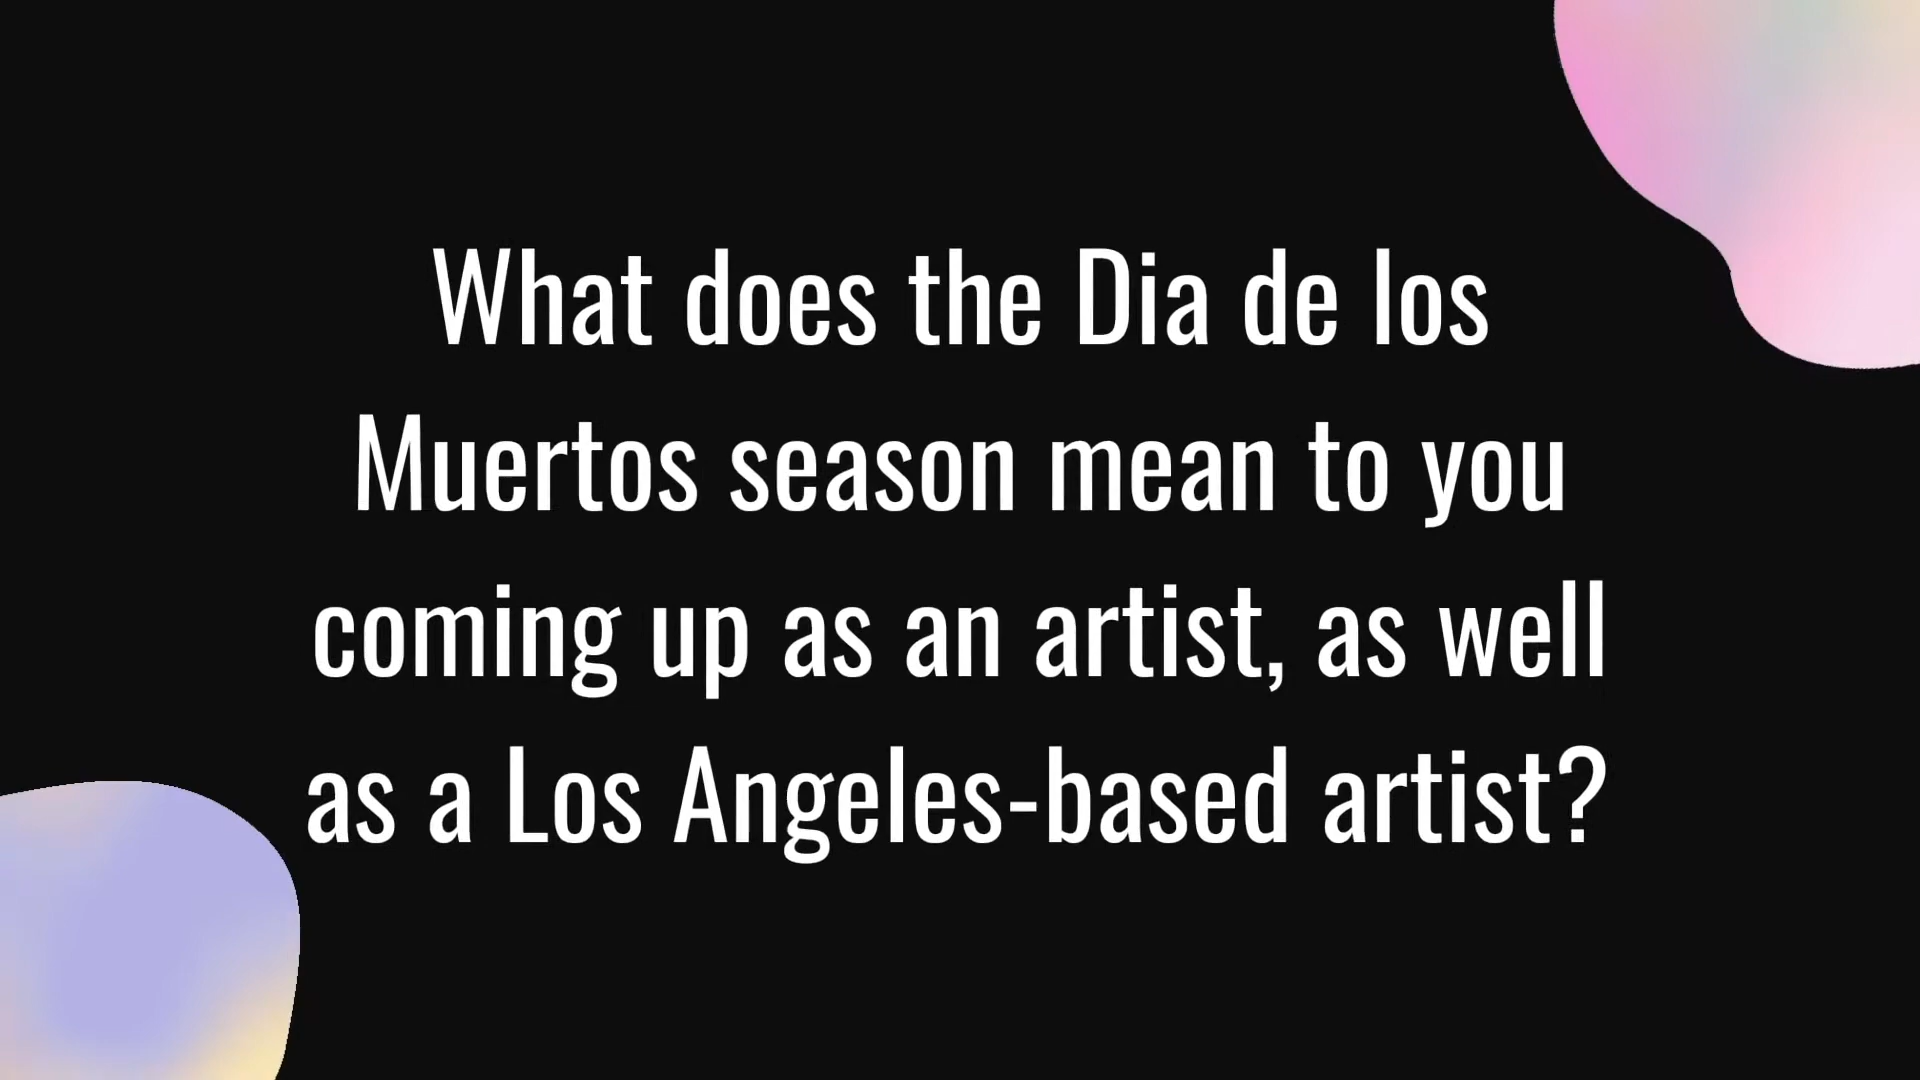 What does the Dia de los
Muertos season mean to you
coming up as an artist, as well
as a Los Angeles-based artist?